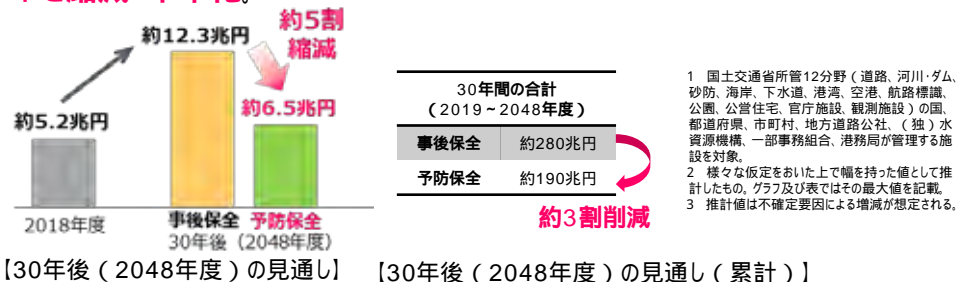 約5割
縮減
約12.3兆円
約6.5兆円
約5.2兆円
2018年度
事後保全 予防保全
30年後（2048年度）
【30年後（2048年度）の見通し】
30年間の合計
（2019～2048年度）
事後保全 約280兆円
予防保全 約190兆円
約3割削減
【30年後（2048年度）の見通し（累計）】
1 国土交通省所管12分野（道路、河川・ダム、
砂防、海岸、下水道、港湾、空港、航路標識、
公園、公営住宅、官庁施設、観測施設）の国、
都道府県、市町村、地方道路公社、（独）水
資源機構、一部事務組合、港務局が管理する施
設を対象。
2 様々な仮定をおいた上で幅を持った値として推
計したもの。グラフ及び表ではその最大値を記載。
3 推計値は不確定要因による増減が想定される。